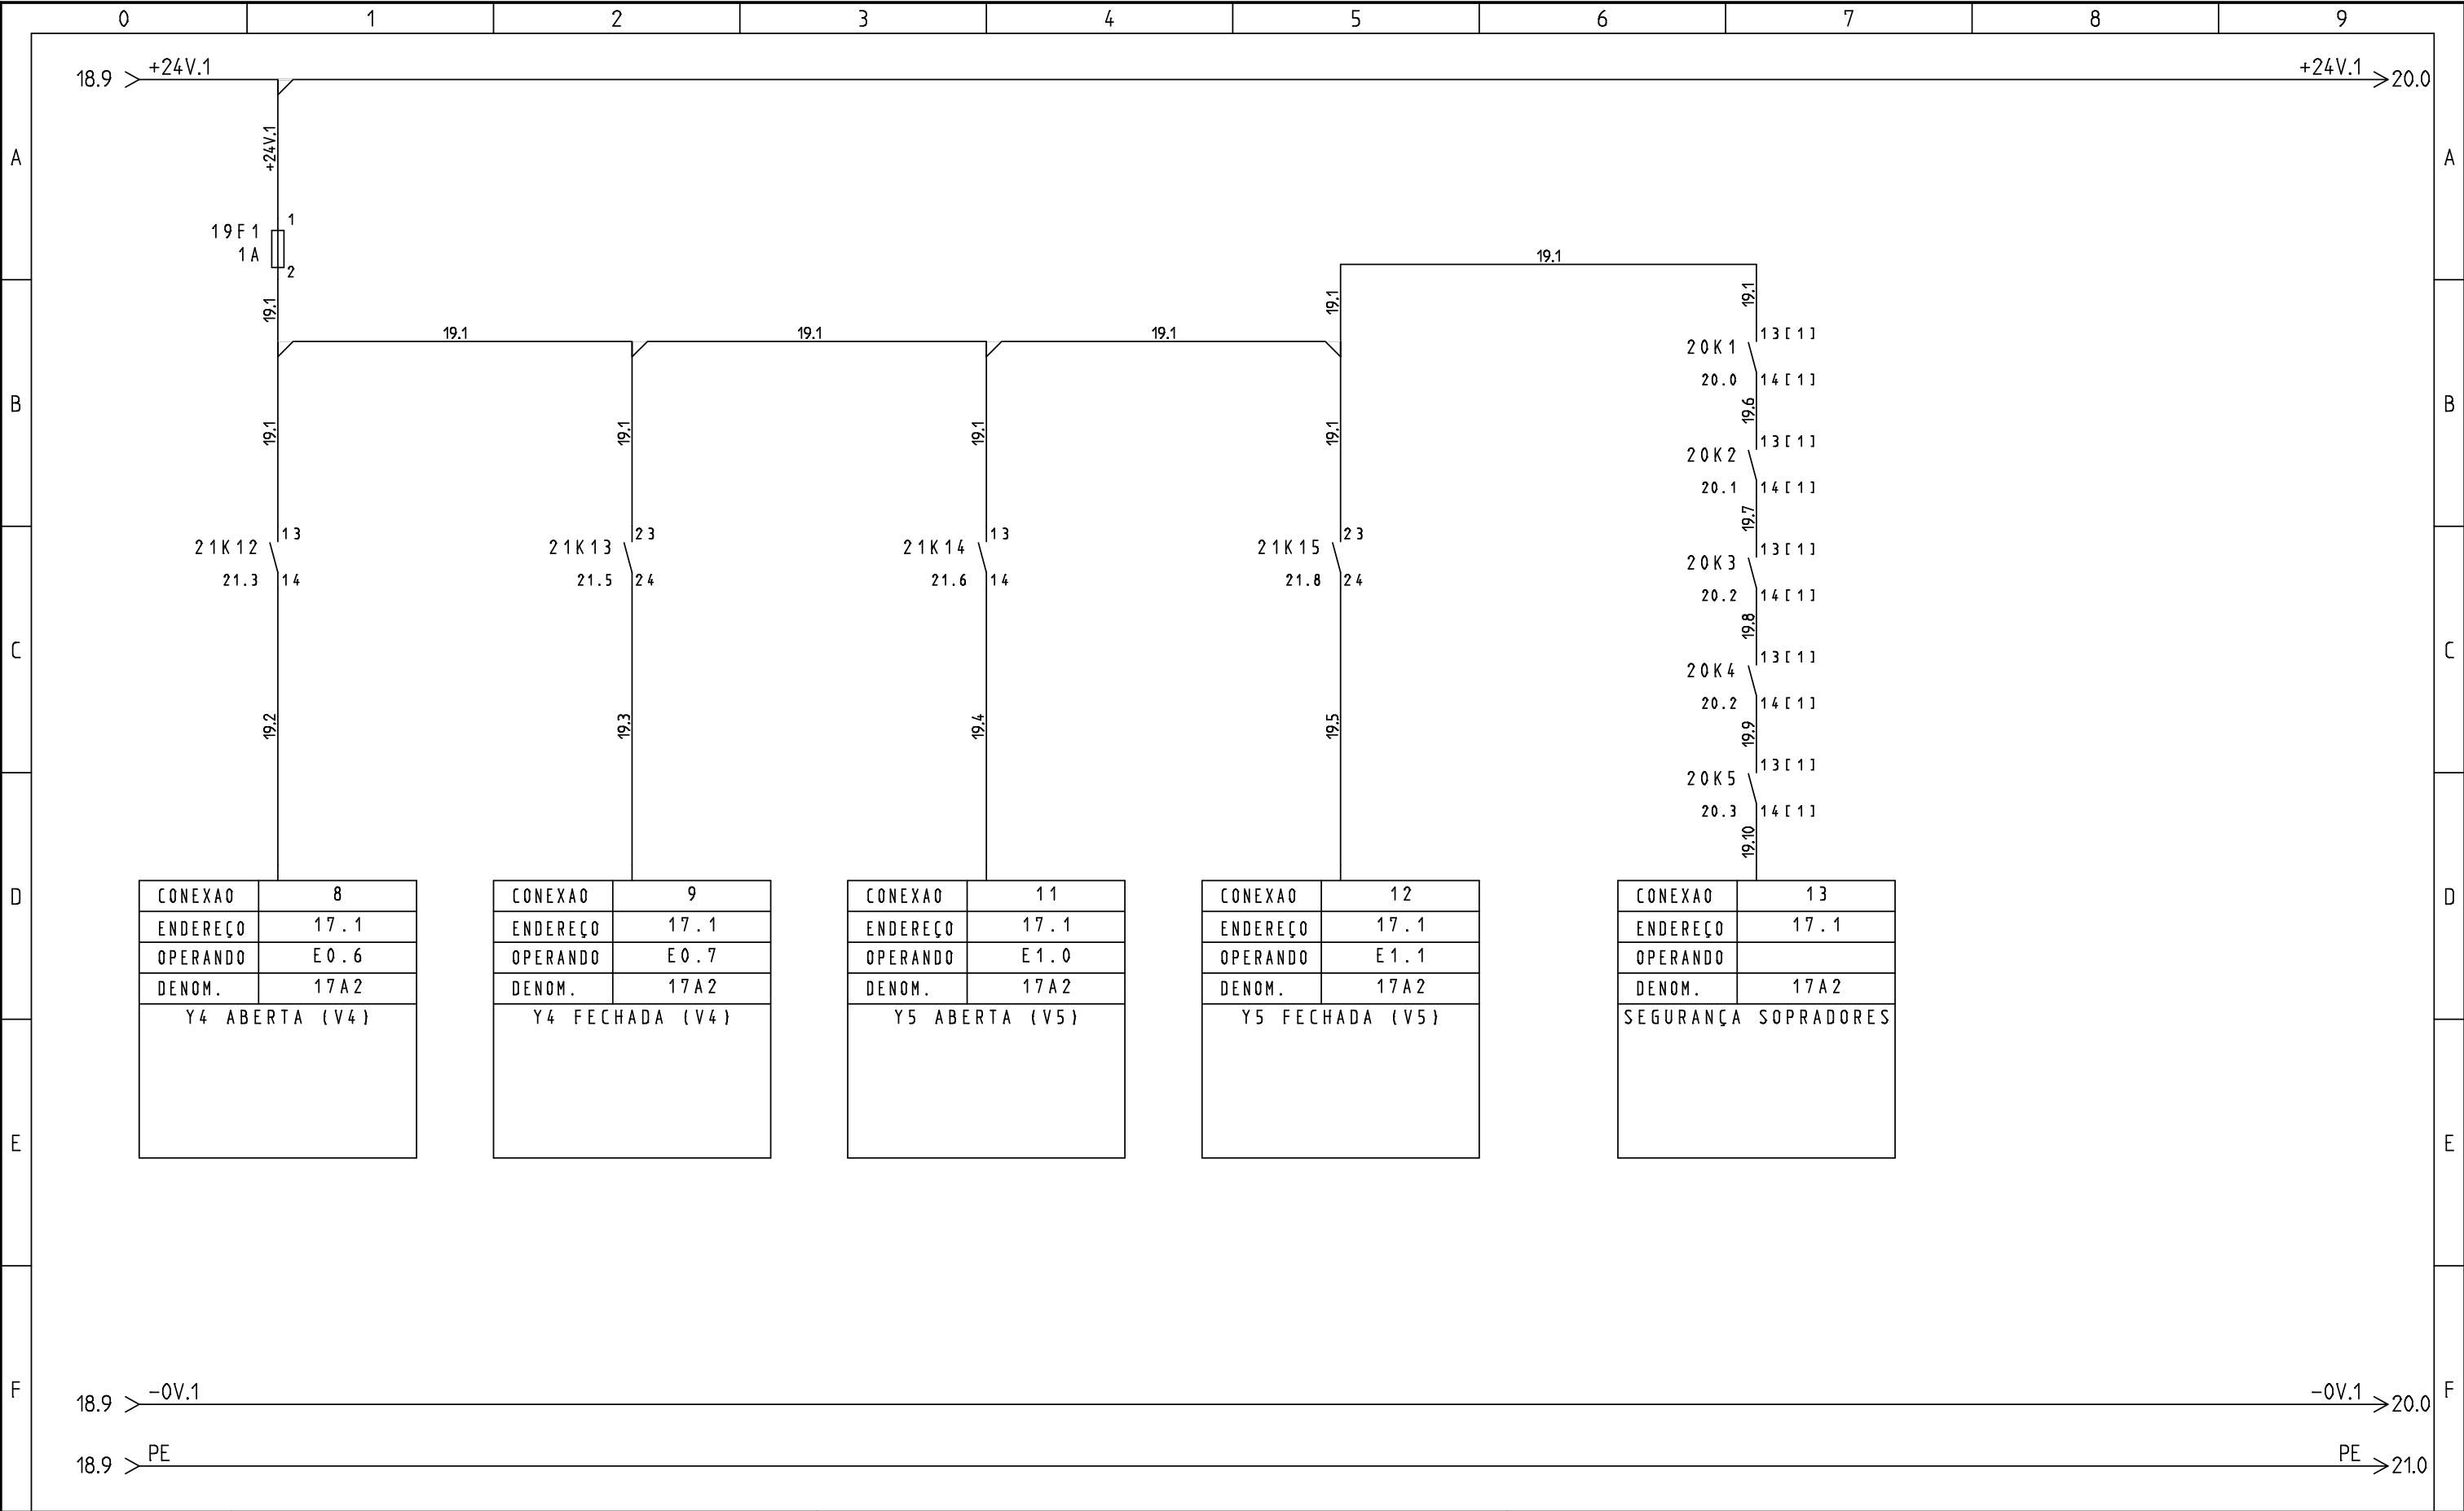 0 1 2 3 4 5 6 7 8 9
18.9 +24V.1 +24V.1 20.0
+24V.1
A A
19F1 1
1A 2
19.1
19.1 19.1 19.1
19.1 19.1 19.1 19.1
20K1 13[1]
20.0 14[1]
B B
19.1 19.1 19.1 19.1 19.6
20K2 13[1]
20.1 14[1]
19.7
21K12 13 21K13 23 21K14 13 21K15 23 20K3 13[1]
21.3 14 21.5 24 21.6 14 21.8 24 20.2 14[1]
19.8
C C
20K4 13[1]
20.2 14[1]
19.2 19.3 19.4 19.5 19.9
20K5 13[1]
20.3 14[1]
19.10
D D
CONEXAO 8 CONEXAO 9 CONEXAO 11 CONEXAO 12 CONEXAO 13
ENDEREÇO 17.1 ENDEREÇO 17.1 ENDEREÇO 17.1 ENDEREÇO 17.1 ENDEREÇO 17.1
OPERANDO E0.6 OPERANDO E0.7 OPERANDO E1.0 OPERANDO E1.1 OPERANDO
DENOM. 17A2 DENOM. 17A2 DENOM. 17A2 DENOM. 17A2 DENOM. 17A2
Y4 ABERTA (V4) Y4 FECHADA (V4) Y5 ABERTA (V5) Y5 FECHADA (V5) SEGURANÇA SOPRADORES
E E
F F
18.9 -0V.1 -0V.1 20.0
18.9 PE PE 21.0